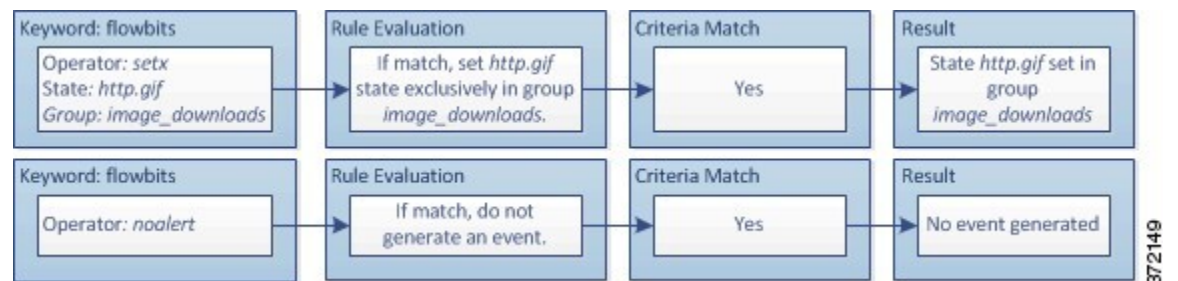 Keyword: flowbits
Operator: setx
State: http.gif
Group: image_downloads
Rule Evaluation
If match, set http.gif
state exclusively in group
image_downloads.
Criteria Match
Yes
Result
State http.gif set in
group
image_downloads
Keyword: flowbits
Operator: noalert
Rule Evaluation
If match, do not
generate an event.
Criteria Match
Yes
Result
No event generated
372149